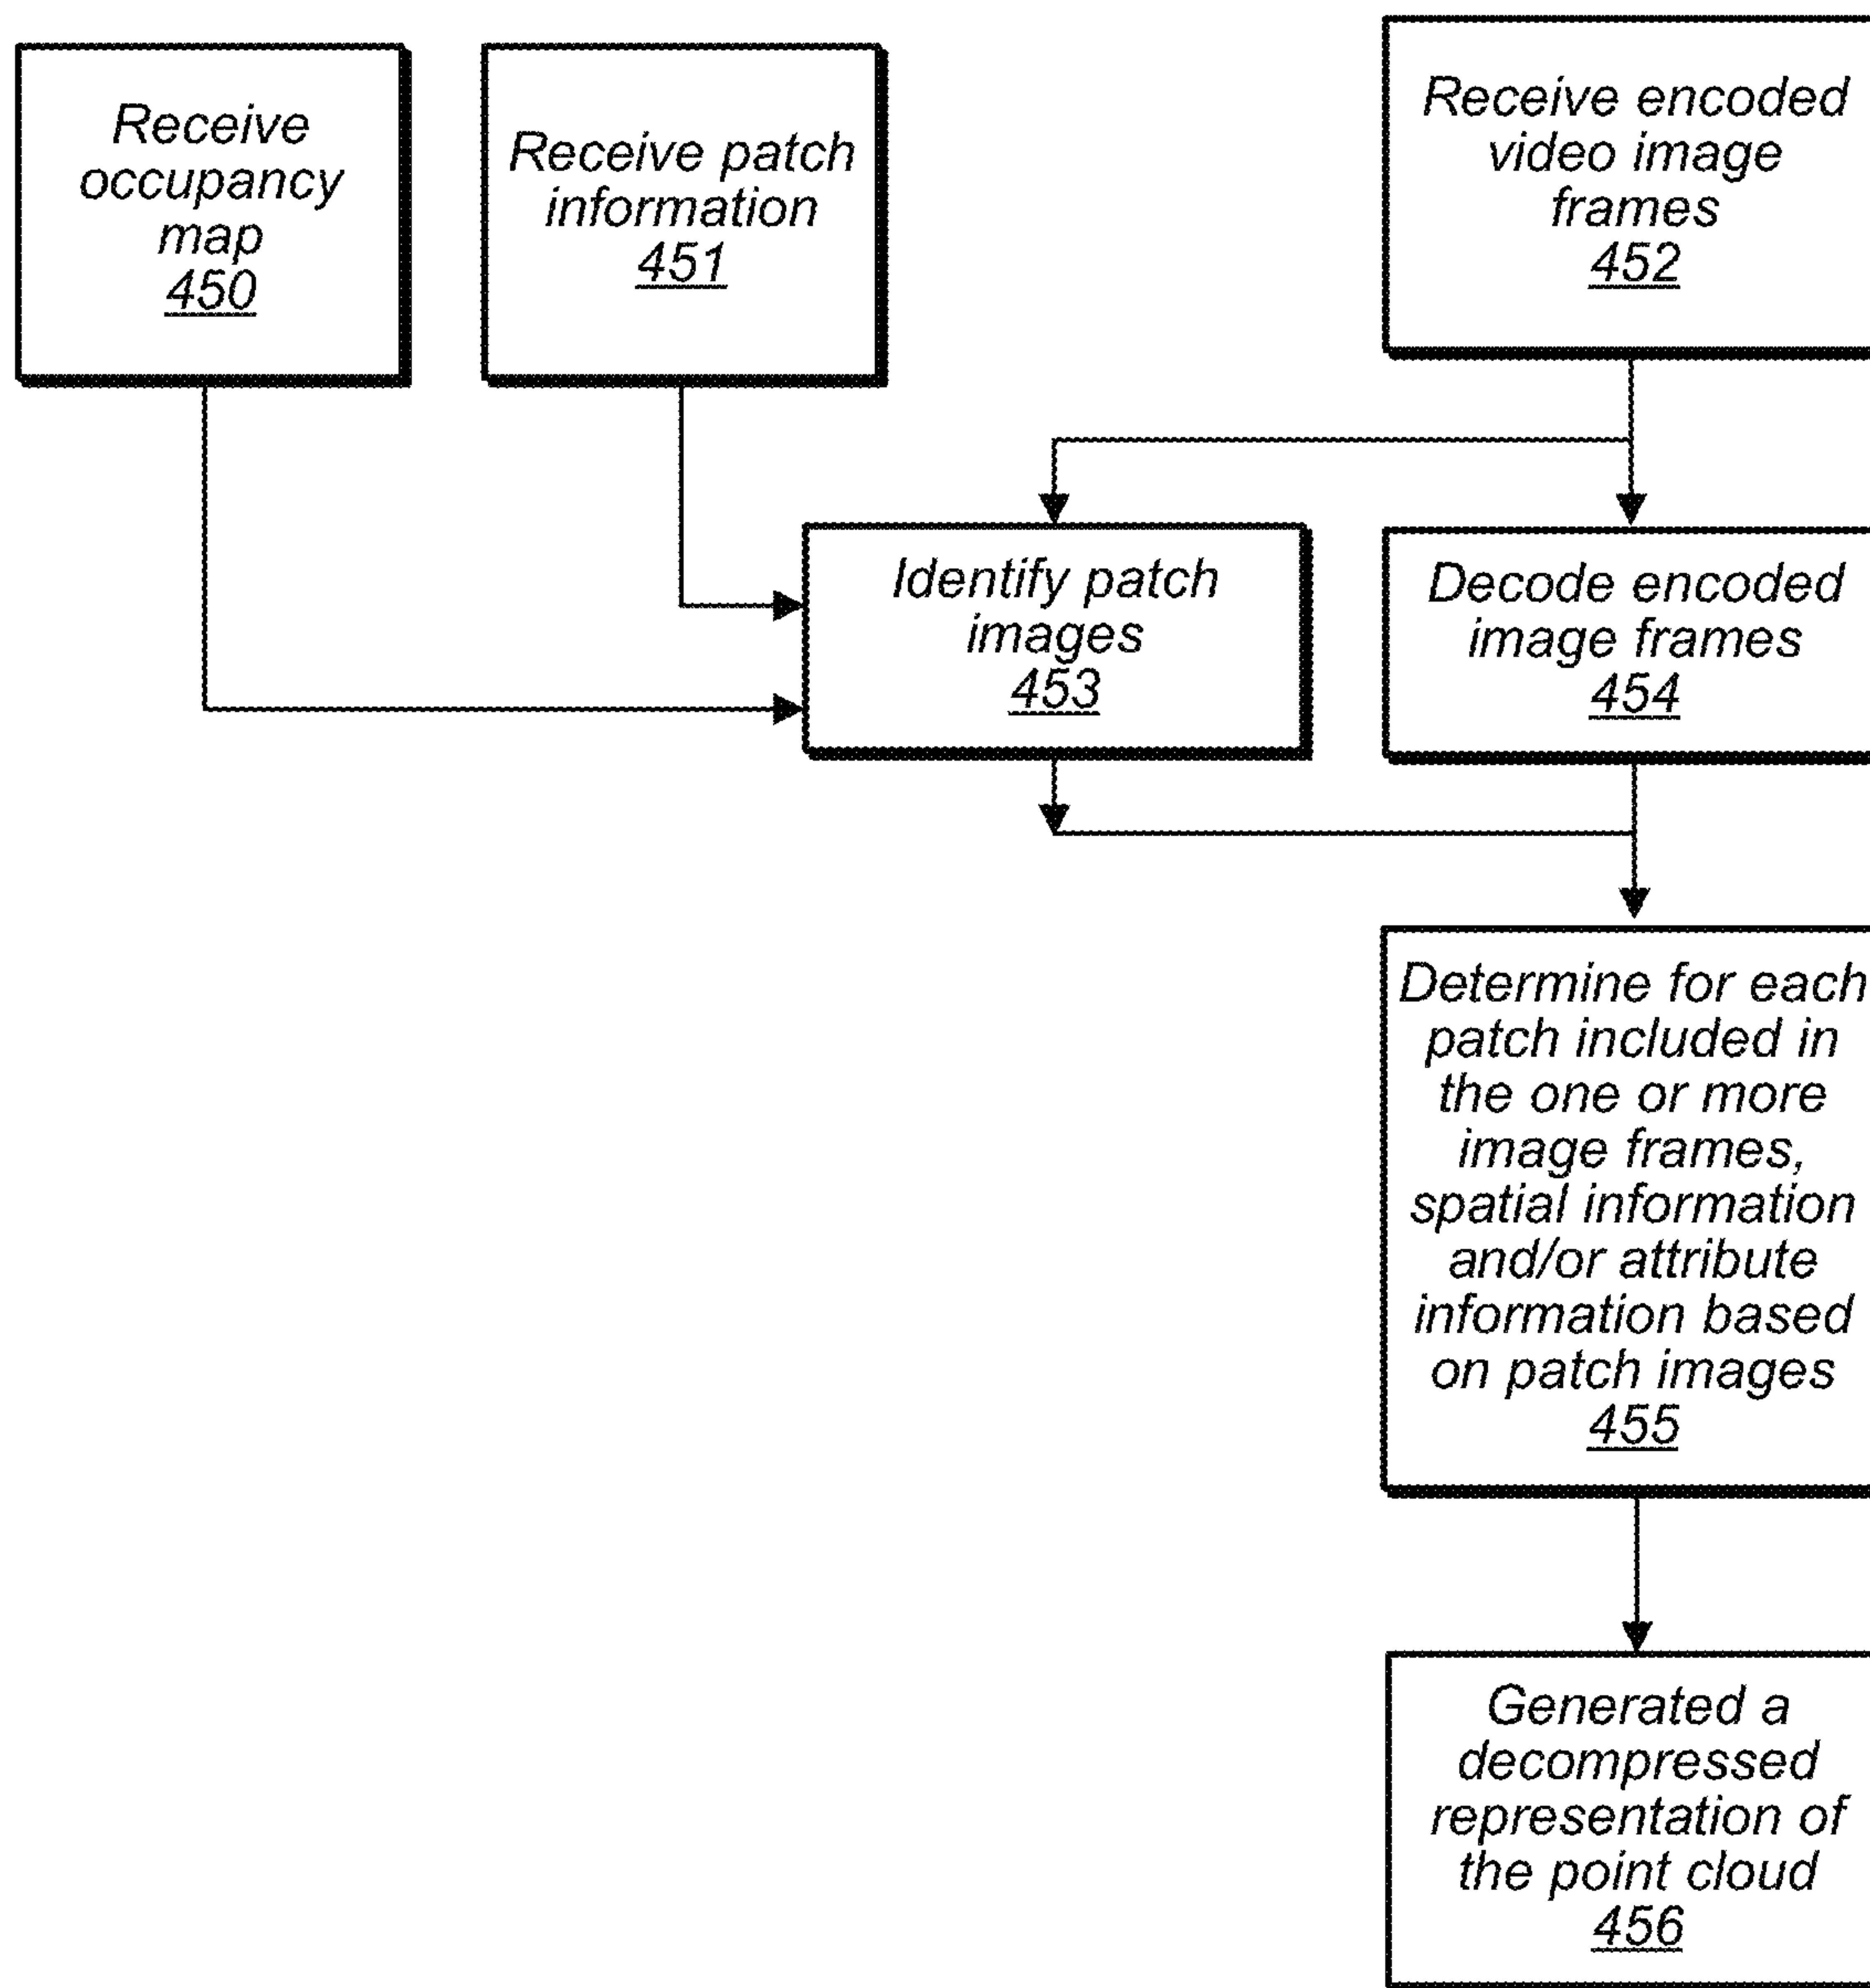 Receive
occupancy
map
450
Receive patch
information
451
Receive encoded
video image
frames
452
Identify patch
images
453
Decode encoded
image frames
454
Determine for each
patch included in
the one or more
image frames,
spatial information
and/or attribute
information based
on patch images
455
Generated a
decompressed
representation of
the point cloud
456